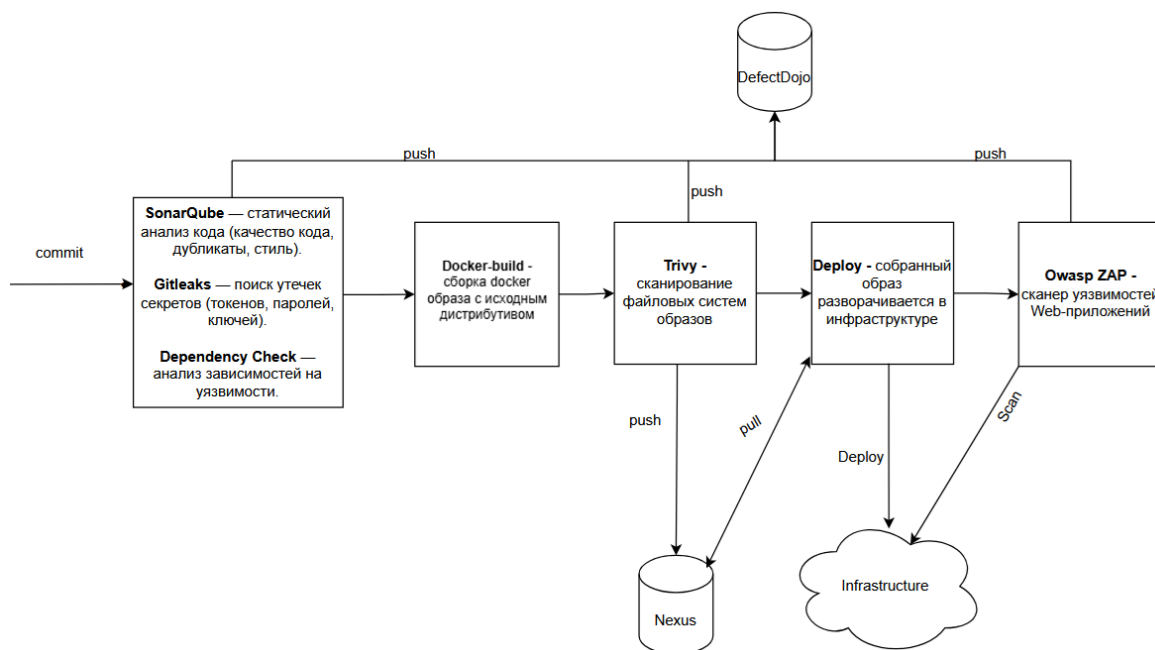 DefectDojo
push
push
push
commit
SonarQube — статический
анализ кода (качество кода,
дубликаты, стиль).
Gitleaks — поиск утечек
секретов (токенов, паролей,
ключей).
Dependency Check —
анализ зависимостей на
уязвимости.
Docker-build -
сборка docker
образа с исходным
дистрибутивом
Trivy -
сканирование
файловых систем
образов
Deploy - собранный
образ
разворачивается в
инфраструктуре
Owasp ZAP -
сканер уязвимостей
Web-приложений
push
pull
Deploy
Scan
Nexus
Infrastructure